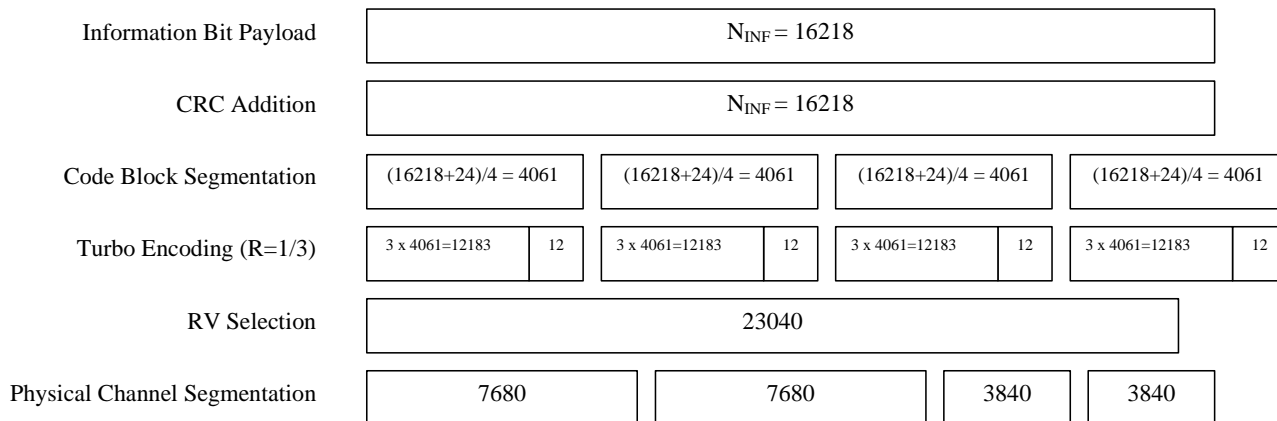 Information Bit Payload N_INF = 16218
CRC Addition N_INF = 16218
Code Block Segmentation (16218+24)/4 = 4061 (16218+24)/4 = 4061 (16218+24)/4 = 4061 (16218+24)/4 = 4061
Turbo Encoding (R=1/3) 3 x 4061=12183 12 3 x 4061=12183 12 3 x 4061=12183 12 3 x 4061=12183 12
RV Selection 23040
Physical Channel Segmentation 7680 7680 3840 3840